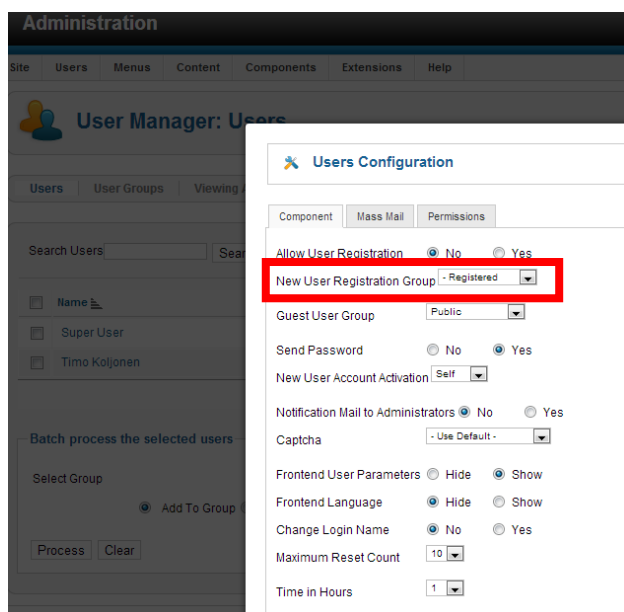 Administration
Site Users Menus Content Components Extensions Help
User Manager: Users
Users Configuration
Users User Groups Viewing
Component Mass Mail Permissions
Search Users Sear
Allow User Registration No Yes
New User Registration Group - Registered
Name
Guest User Group Public
Super User
Send Password No Yes
Timo Koljonen
New User Account Activation Self
Notification Mail to Administrators No Yes
Batch process the selected users
Captcha - Use Default -
Select Group
Frontend User Parameters Hide Show
Add To Group
Frontend Language Hide Show
Change Login Name No Yes
Process Clear
Maximum Reset Count 10
Time in Hours 1